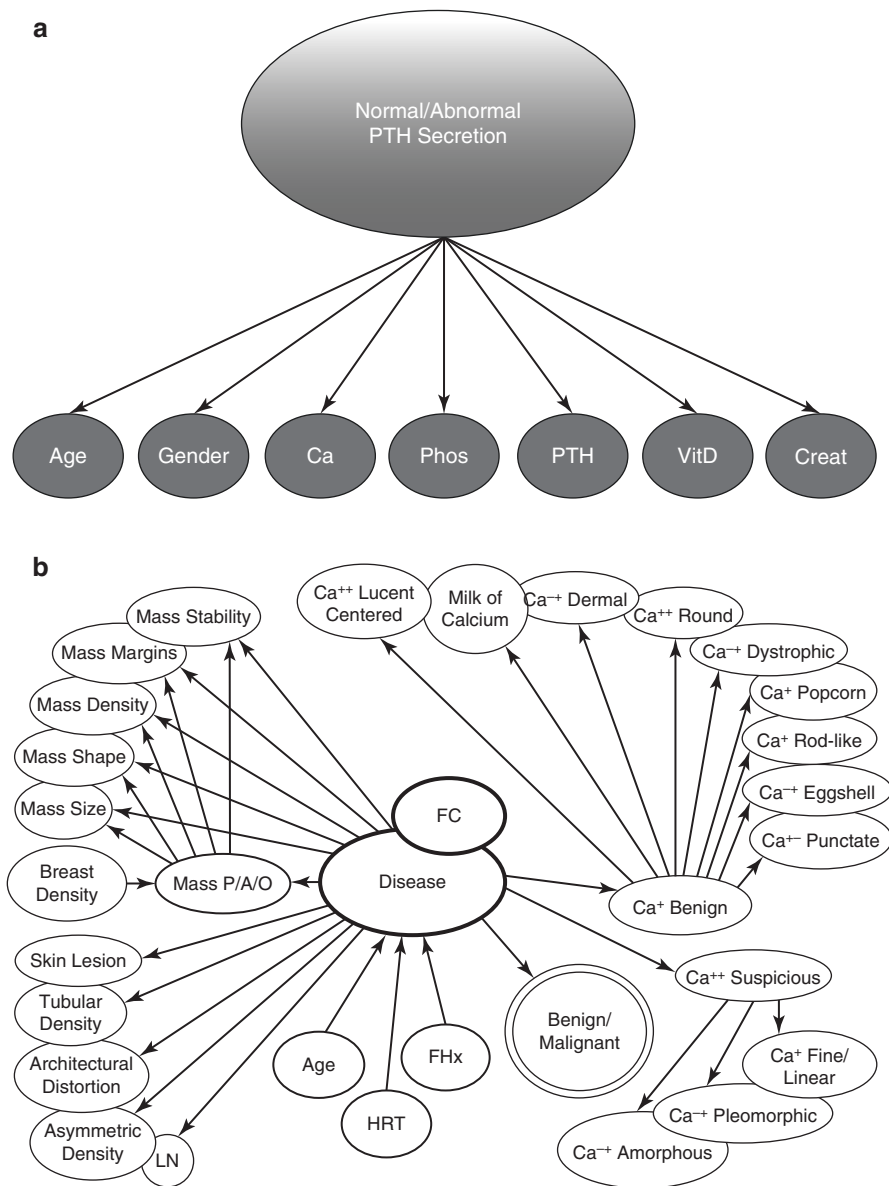 a
Normal/Abnormal
PTH Secretion
Age
Gender
Ca
Phos
PTH
VitD
Creat
b
Mass Stability
Mass Margins
Mass Density
Mass Shape
Mass Size
Breast
Density
Mass P/A/O
Skin Lesion
Tubular
Density
Architectural
Distortion
Asymmetric
Density
LN
FC
Disease
Age
HRT
FHx
Benign/
Malignant
Ca⁺⁺ Lucent
Centered
Milk of
Calcium
Ca⁻⁺ Dermal
Ca⁺⁺ Round
Ca⁻⁺ Dystrophic
Ca⁺ Popcorn
Ca⁺ Rod-like
Ca⁻⁺ Eggshell
Ca⁺⁻ Punctate
Ca⁺ Benign
Ca⁺⁺ Suspicious
Ca⁺ Fine/
Linear
Ca⁻⁺ Pleomorphic
Ca⁻⁺ Amorphous